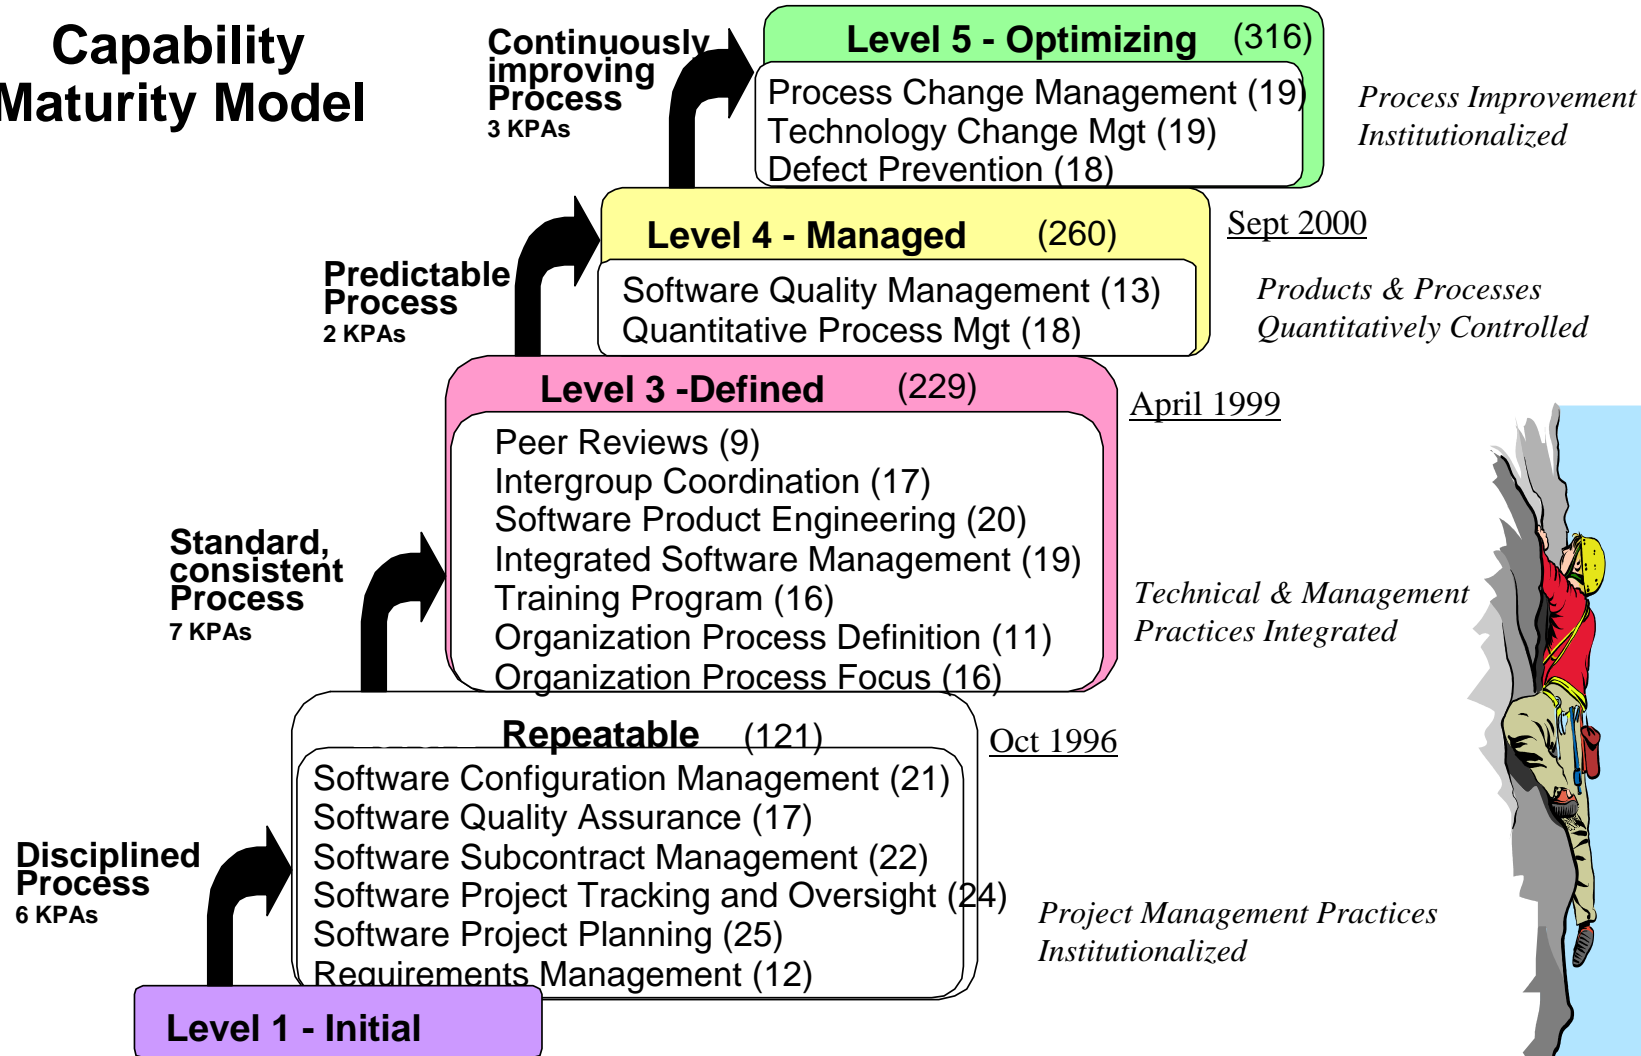 Capability
Maturity Model
Continuously
improving
Process
3 KPAs
Level 5 - Optimizing (316)
Process Change Management (19)
Technology Change Mgt (19)
Defect Prevention (18)
Process Improvement
Institutionalized
Predictable
Process
2 KPAs
Level 4 - Managed (260)
Software Quality Management (13)
Quantitative Process Mgt (18)
Sept 2000
Products & Processes
Quantitatively Controlled
Standard,
consistent
Process
7 KPAs
Level 3 -Defined (229)
Peer Reviews (9)
Intergroup Coordination (17)
Software Product Engineering (20)
Integrated Software Management (19)
Training Program (16)
Organization Process Definition (11)
Organization Process Focus (16)
April 1999
Technical & Management
Practices Integrated
Disciplined
Process
6 KPAs
Repeatable (121)
Software Configuration Management (21)
Software Quality Assurance (17)
Software Subcontract Management (22)
Software Project Tracking and Oversight (24)
Software Project Planning (25)
Requirements Management (12)
Oct 1996
Project Management Practices
Institutionalized
Level 1 - Initial